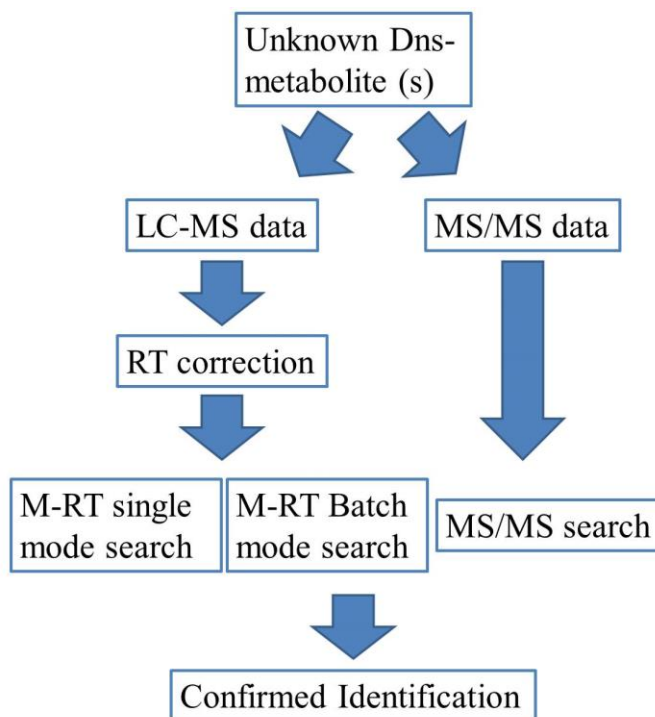 Unknown Dns-
metabolite (s)
LC-MS data
MS/MS data
RT correction
M-RT single
mode search
M-RT Batch
mode search
MS/MS search
Confirmed Identification